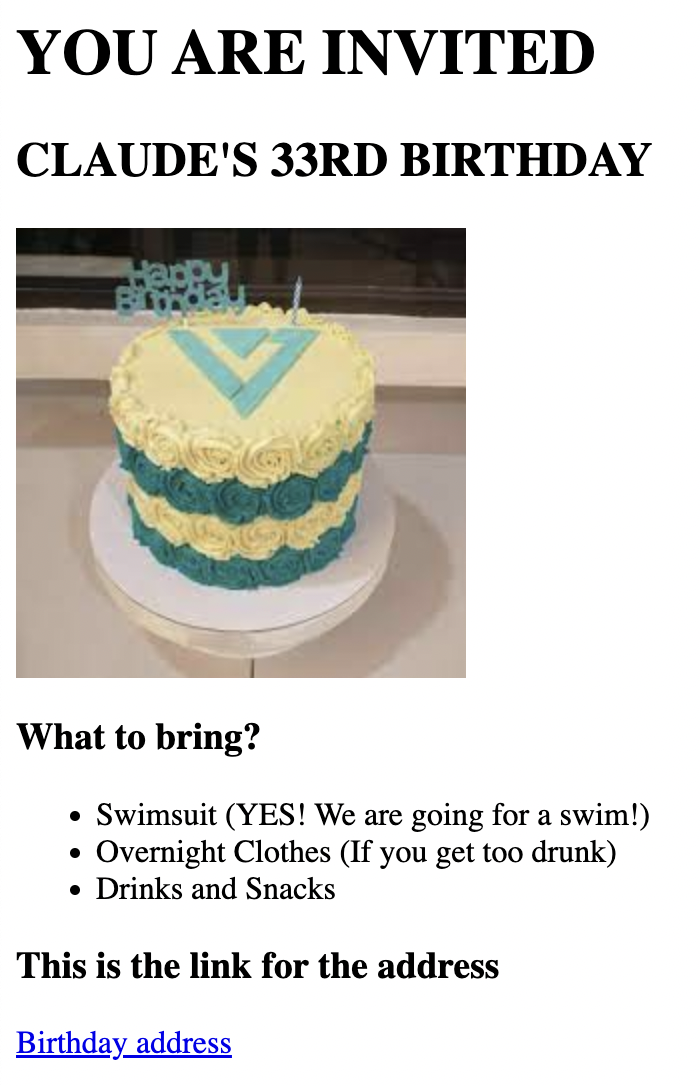 YOU ARE INVITED
CLAUDE'S 33RD BIRTHDAY
Happy
Birthday
What to bring?
Swimsuit (YES! We are going for a swim!)
Overnight Clothes (If you get too drunk)
Drinks and Snacks
This is the link for the address
Birthday address